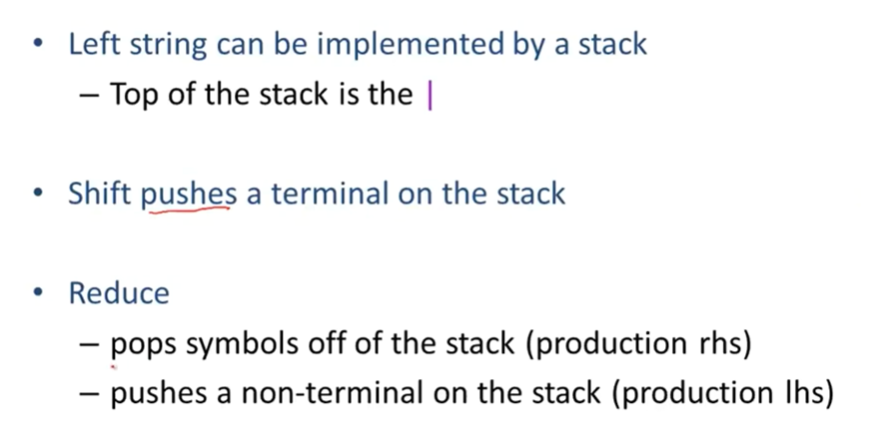 • Left string can be implemented by a stack
– Top of the stack is the |
• Shift pushes a terminal on the stack
• Reduce
– pops symbols off of the stack (production rhs)
– pushes a non-terminal on the stack (production lhs)